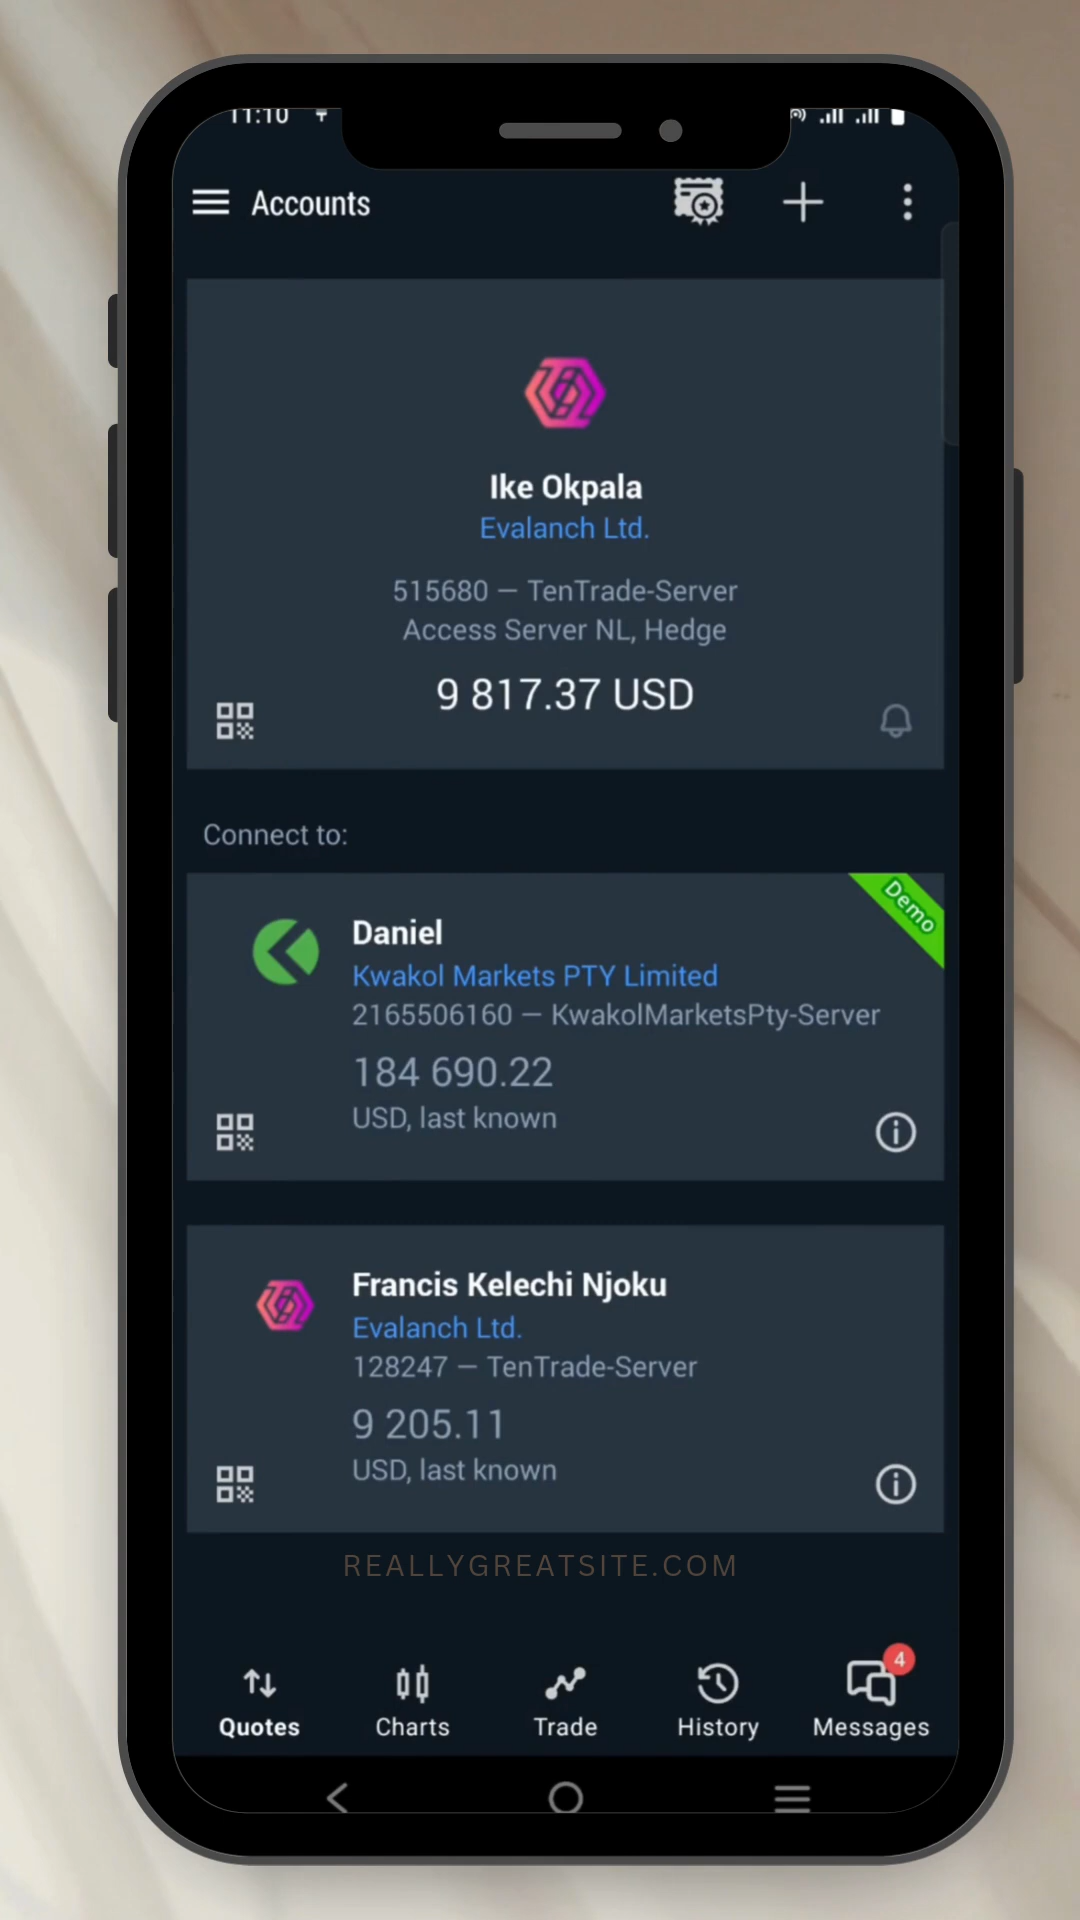 11:10
Accounts
Ike Okpala
Evalanch Ltd.
515680 — TenTrade-Server
Access Server NL, Hedge
9 817.37 USD
Connect to:
Demo
Daniel
Kwakol Markets PTY Limited
2165506160 — KwakolMarketsPty-Server
184 690.22
USD, last known
Francis Kelechi Njoku
Evalanch Ltd.
128247 — TenTrade-Server
9 205.11
USD, last known
REALLYGREATSITE.COM
4
Quotes Charts Trade History Messages